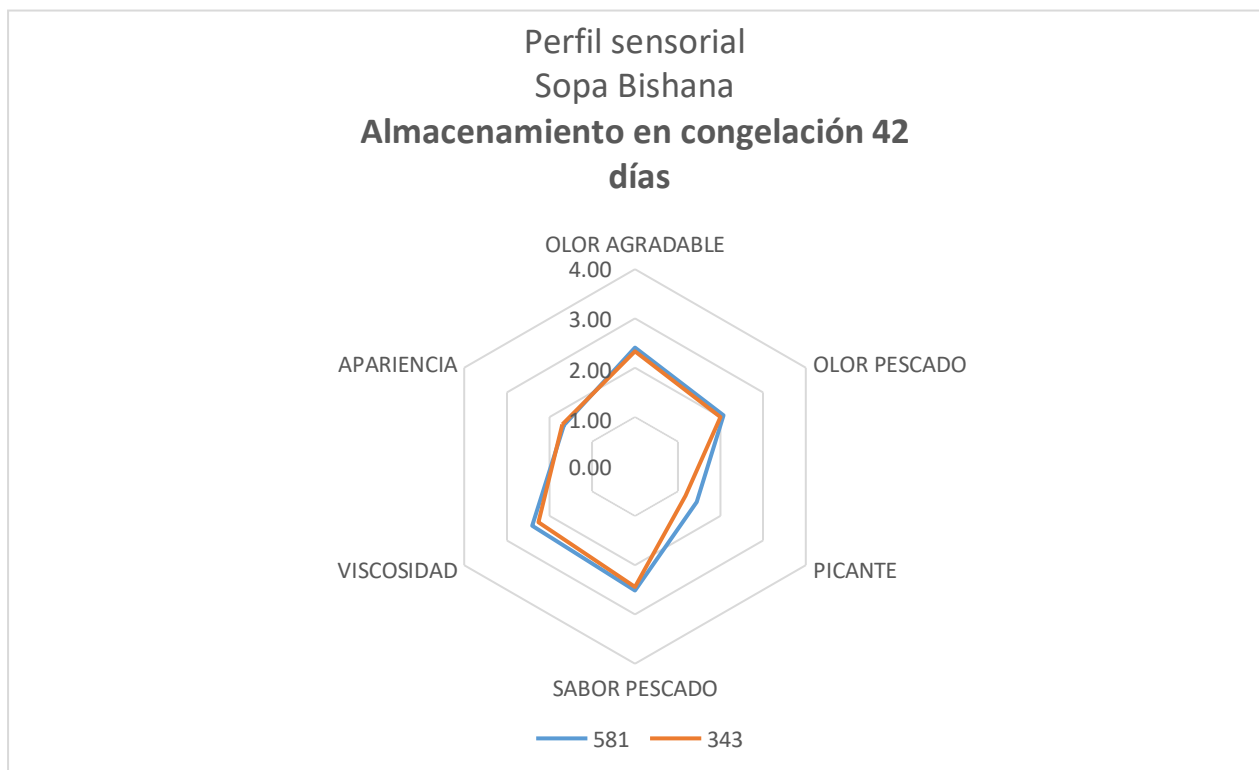 Perfil sensorial
Sopa Bishana
Almacenamiento en congelación 42
días
OLOR AGRADABLE
4.00
3.00
2.00
1.00
0.00
APARIENCIA
OLOR PESCADO
VISCOSIDAD
PICANTE
SABOR PESCADO
581
343